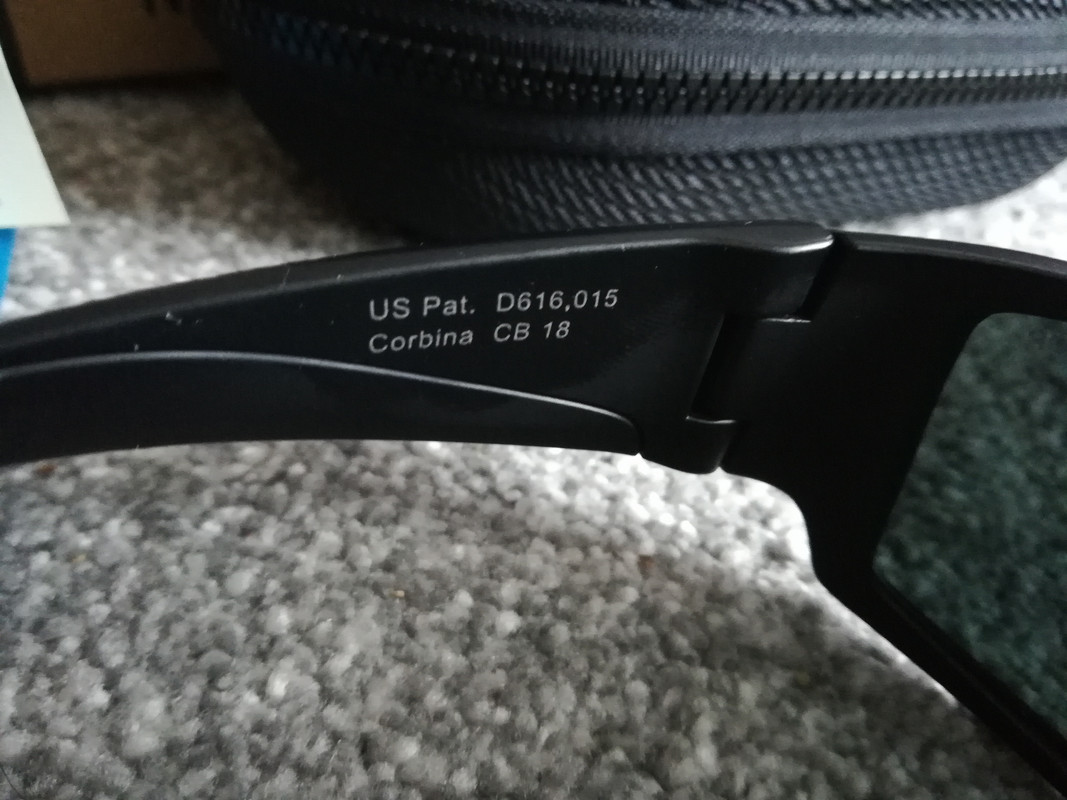 US Pat. D616,015
Corbina CB 18